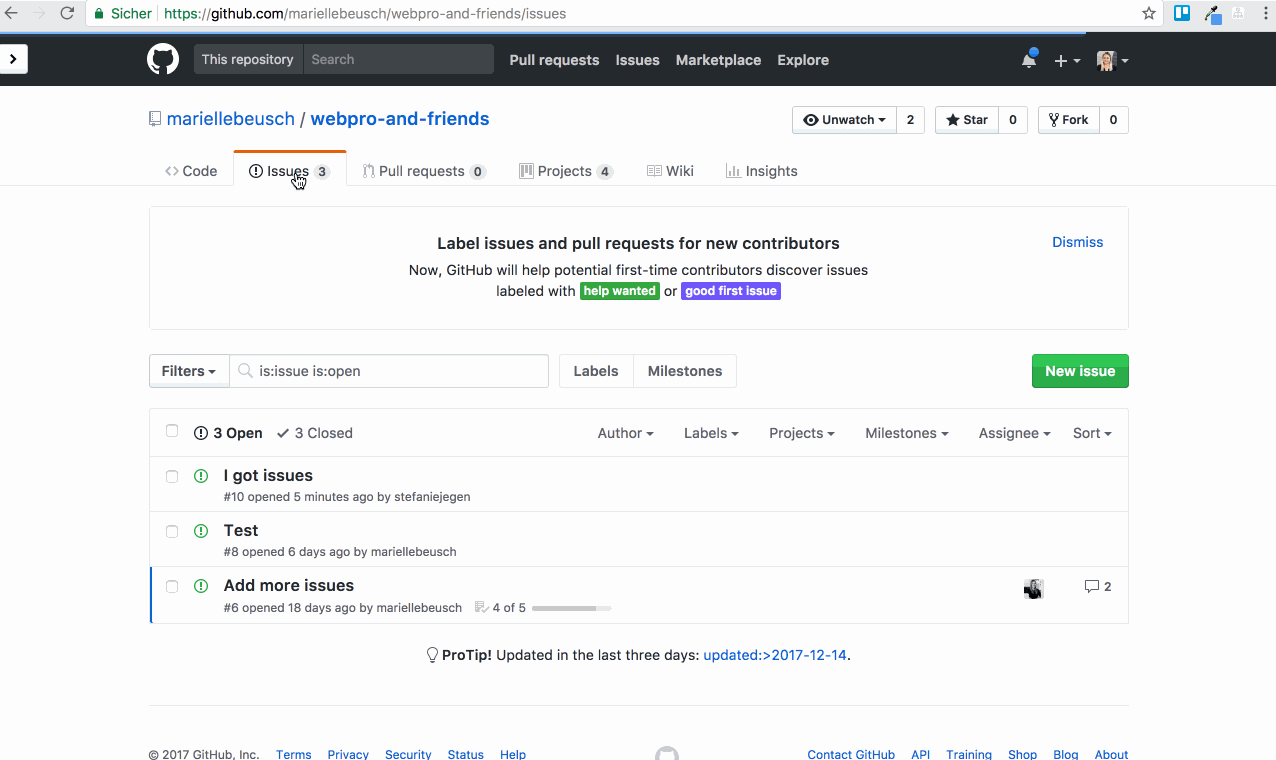 Sicher https://github.com/mariellebeusch/webpro-and-friends/issues
This repository Search Pull requests Issues Marketplace Explore
mariellebeusch / webpro-and-friends Unwatch 2 Star 0 Fork 0
Code Issues 3 Pull requests 0 Projects 4 Wiki Insights
Label issues and pull requests for new contributors Dismiss
Now, GitHub will help potential first-time contributors discover issues
labeled with help wanted or good first issue
Filters is:issue is:open Labels Milestones New issue
3 Open 3 Closed Author Labels Projects Milestones Assignee Sort
I got issues
#10 opened 5 minutes ago by stefaniejegen
Test
#8 opened 6 days ago by mariellebeusch
Add more issues 2
#6 opened 18 days ago by mariellebeusch 4 of 5
ProTip! Updated in the last three days: updated:>2017-12-14.
© 2017 GitHub, Inc. Terms Privacy Security Status Help Contact GitHub API Training Shop Blog About